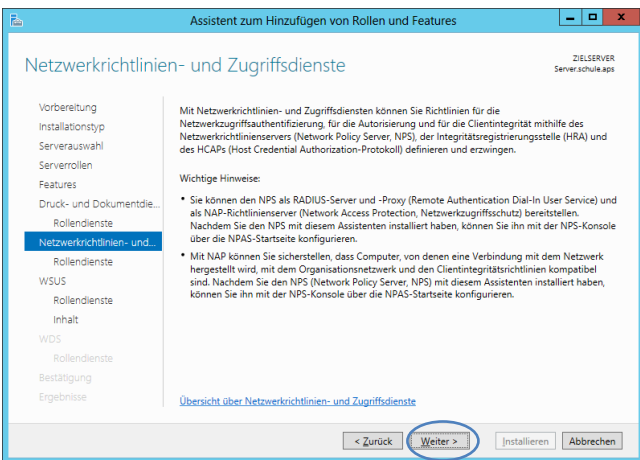 Assistent zum Hinzufügen von Rollen und Features
Netzwerkrichtlinien- und Zugriffsdienste
ZIELSERVER
Server.schule.aps
Vorbereitung
Installationstyp
Serverauswahl
Serverrollen
Features
Druck- und Dokumentdie...
Rollendienste
Netzwerkrichtlinien- und...
Rollendienste
WSUS
Rollendienste
Inhalt
WDS
Rollendienste
Bestätigung
Ergebnisse
Mit Netzwerkrichtlinien- und Zugriffsdiensten können Sie Richtlinien für die
Netzwerkzugriffsauthentifizierung, für die Autorisierung und für die Clientintegrität mithilfe des
Netzwerkrichtlinienservers (Network Policy Server, NPS), der Integritätsregistrierungsstelle (HRA) und
des HCAPs (Host Credential Authorization-Protokoll) definieren und erzwingen.
Wichtige Hinweise:
• Sie können den NPS als RADIUS-Server und -Proxy (Remote Authentication Dial-In User Service) und
als NAP-Richtlinienserver (Network Access Protection, Netzwerkzugriffsschutz) bereitstellen.
Nachdem Sie den NPS mit diesem Assistenten installiert haben, können Sie ihn mit der NPS-Konsole
über die NPAS-Startseite konfigurieren.
• Mit NAP können Sie sicherstellen, dass Computer, von denen eine Verbindung mit dem Netzwerk
hergestellt wird, mit dem Organisationsnetzwerk und den Clientintegritätsrichtlinien kompatibel
sind. Nachdem Sie den NPS (Network Policy Server, NPS) mit diesem Assistenten installiert haben,
können Sie ihn mit der NPS-Konsole über die NPAS-Startseite konfigurieren.
Übersicht über Netzwerkrichtlinien- und Zugriffsdienste
< Zurück
Weiter >
Installieren
Abbrechen